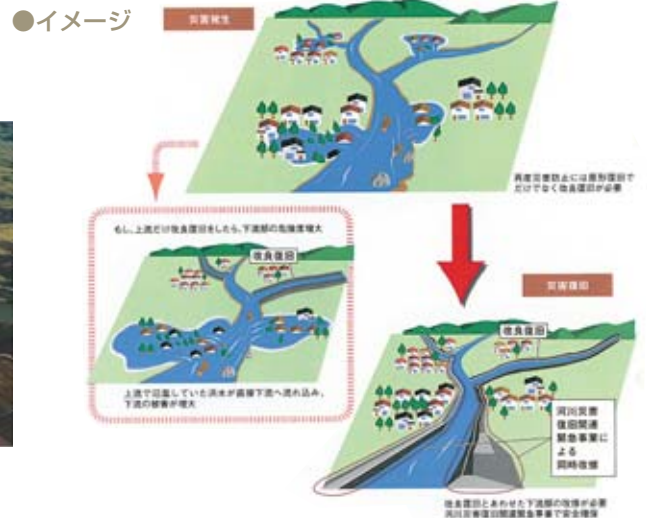 ●イメージ
災害発生
再度災害防止には原形復旧で
だけでなく改良復旧が必要
もし、上流だけ改良復旧をしたら、下流部の危険度増大
改良復旧
上流で氾濫していた洪水が直接下流へ流れ込み、
下流の被害が増大
災害復旧
改良復旧
河川災害
復旧関連
緊急事業に
よる
同時改修
改良復旧とあわせた下流部の改修が必要
河川災害復旧関連緊急事業で安全確保